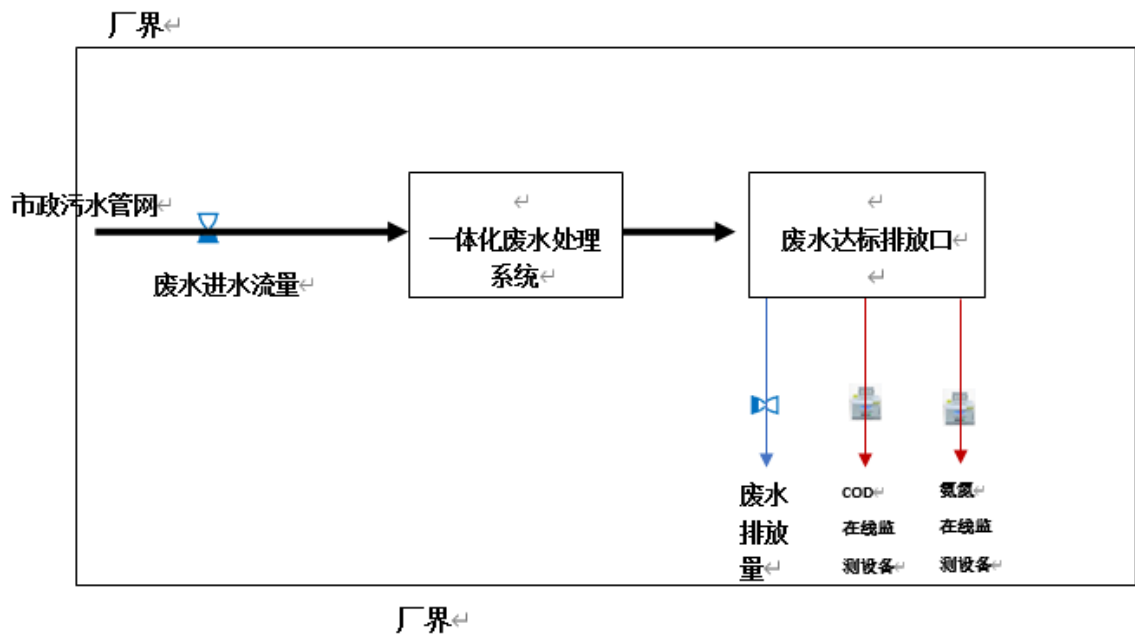 厂界
市政污水管网
废水进水流量
一体化废水处理
系统
废水达标排放口
废水
排放
量
COD
在线监
测设备
氨氮
在线监
测设备
厂界